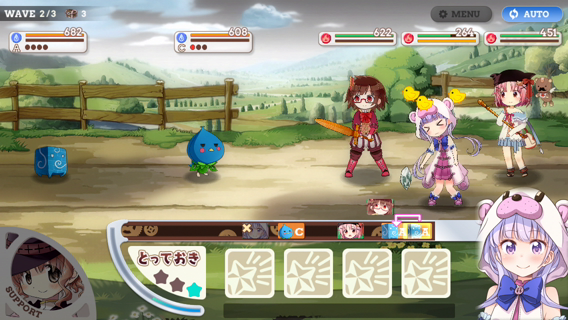 WAVE 2/3 3
MENU
AUTO
682
A
608
C
622
264
451
C
A
A
とっておき
SUPPORT